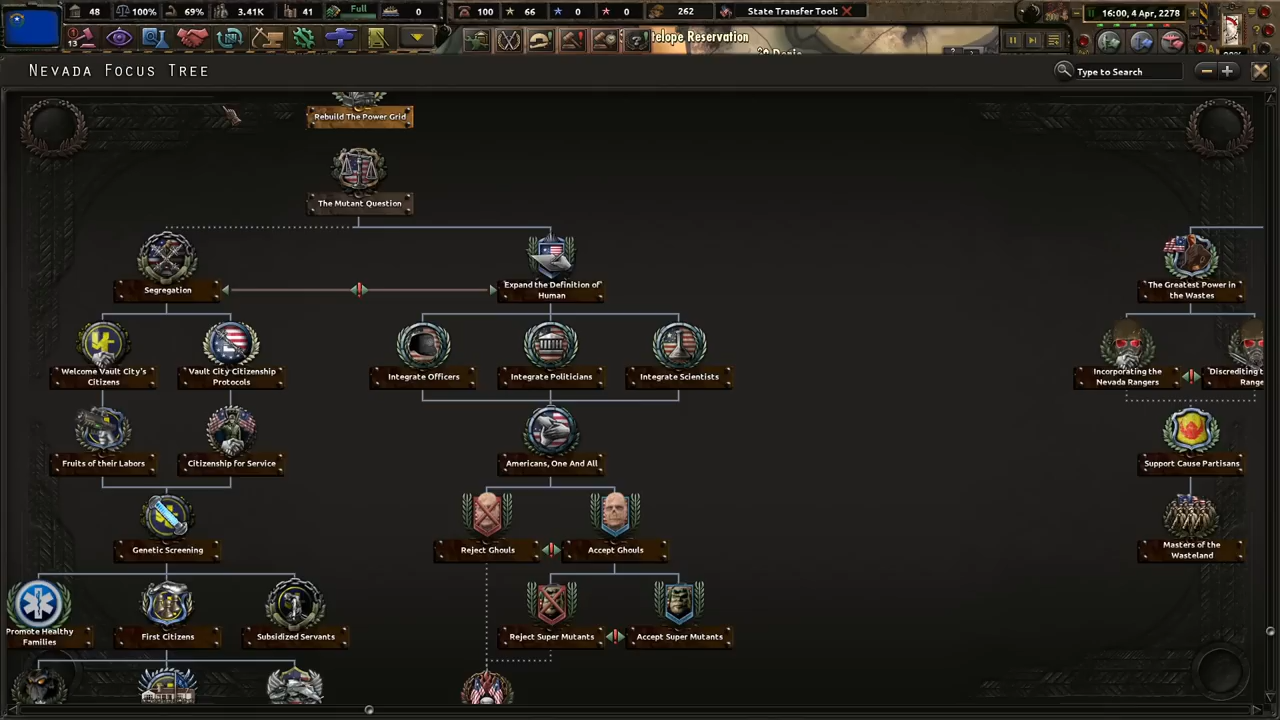 48
100%
69%
3.41K
41
Full
0
100
66
0
0
262
State Transfer Tool:
16:00, 4 Apr, 2278
13
telope Reservation
Nevada Focus Tree
Type to Search
Rebuild The Power Grid
The Mutant Question
Segregation
Expand the Definition of
Human
The Greatest Power in
the Wastes
Welcome Vault City's
Citizens
Vault City Citizenship
Protocols
Integrate Officers
Integrate Politicians
Integrate Scientists
Incorporating the
Nevada Rangers
Discrediting t
Range
Fruits of their Labors
Citizenship for Service
Americans, One And All
Support Cause Partisans
Genetic Screening
Reject Ghouls
Accept Ghouls
Masters of the
Wasteland
Promote Healthy
Families
First Citizens
Subsidized Servants
Reject Super Mutants
Accept Super Mutants